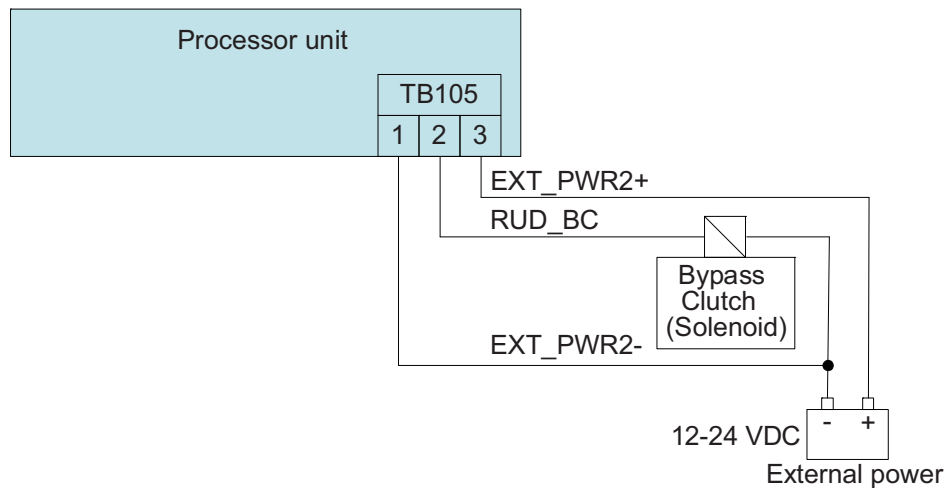 Processor unit
TB105
1 2 3
EXT_PWR2+
RUD_BC
Bypass
Clutch
(Solenoid)
EXT_PWR2-
- +
12-24 VDC
External power